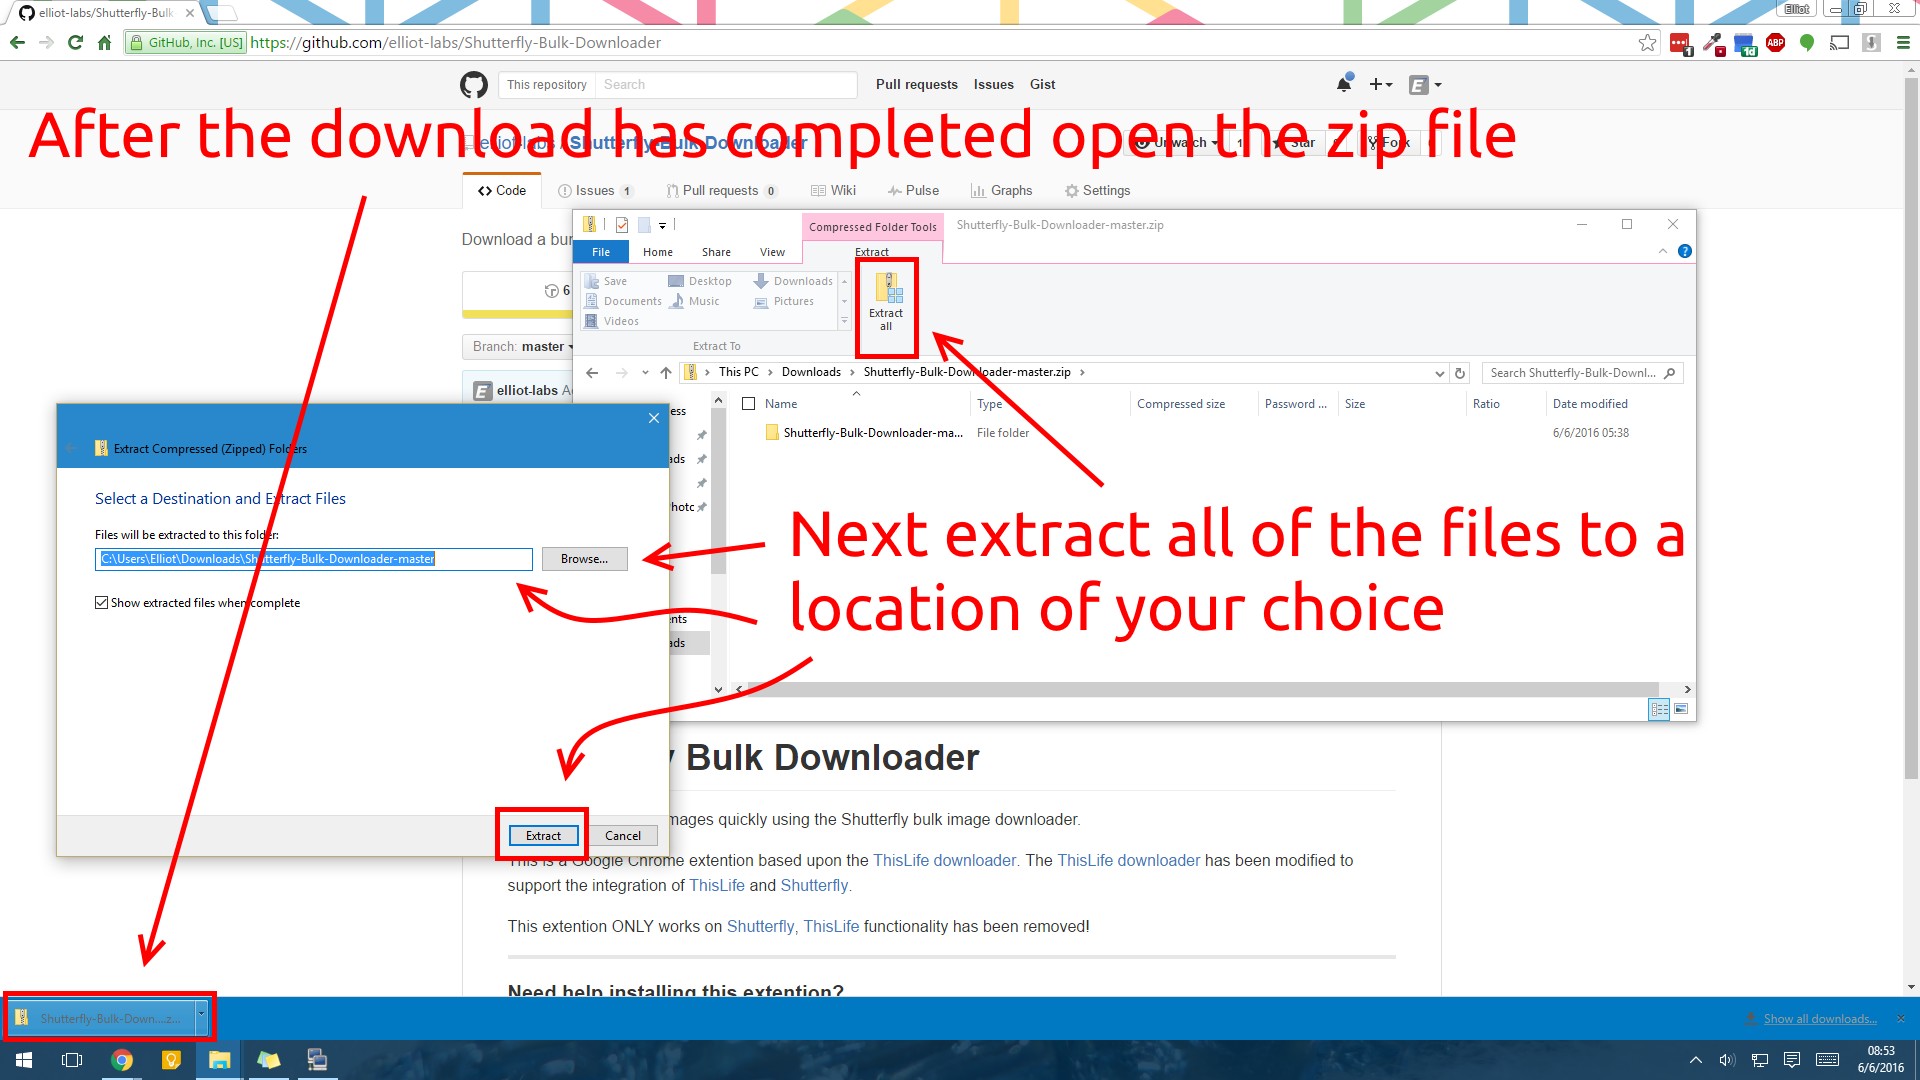 elliot-labs/Shutterfly-Bulk
Elliot
GitHub, Inc. [US]
https://github.com/elliot-labs/Shutterfly-Bulk-Downloader
1
1d
ABP
This repository
Search
Pull requests
Issues
Gist
After the download has completed open the zip file
elliot-labs / Shutterfly-Bulk-Downloader
Unwatch
1
Star
Fork
Code
Issues 1
Pull requests 0
Wiki
Pulse
Graphs
Settings
Download a bun
6
Branch: master
elliot-labs
Compressed Folder Tools
Shutterfly-Bulk-Downloader-master.zip
File
Home
Share
View
Extract
Save
Desktop
Downloads
Documents
Music
Pictures
Videos
Extract To
Extract all
This PC > Downloads > Shutterfly-Bulk-Downloader-master.zip >
Search Shutterfly-Bulk-Downl...
Name
Type
Compressed size
Password ...
Size
Ratio
Date modified
Shutterfly-Bulk-Downloader-ma...
File folder
6/6/2016 05:38
ess
ads
hotc
ents
ads
Extract Compressed (Zipped) Folders
Select a Destination and Extract Files
Files will be extracted to this folder:
C:\Users\Elliot\Downloads\Shutterfly-Bulk-Downloader-master
Browse...
Show extracted files when complete
Extract
Cancel
Next extract all of the files to a
location of your choice
y Bulk Downloader
mages quickly using the Shutterfly bulk image downloader.
This is a Google Chrome extention based upon the ThisLife downloader. The ThisLife downloader has been modified to
support the integration of ThisLife and Shutterfly.
This extention ONLY works on Shutterfly, ThisLife functionality has been removed!
Need help installing this extention?
Shutterfly-Bulk-Down....z...
Show all downloads...
08:53
6/6/2016